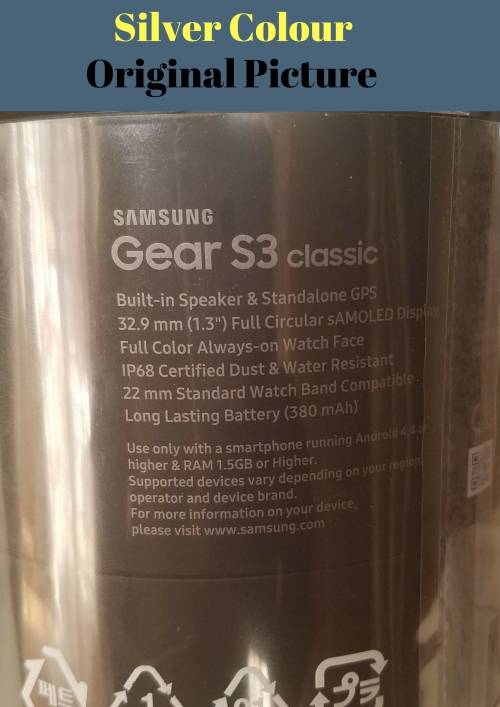 Silver Colour
Original Picture
SAMSUNG
Gear S3 classic
Built-in Speaker & Standalone GPS
32.9 mm (1.3") Full Circular sAMOLED Display
Full Color Always-on Watch Face
IP68 Certified Dust & Water Resistant
22 mm Standard Watch Band Compatible
Long Lasting Battery (380 mAh)
Use only with a smartphone running Android 4.4 or
higher & RAM 1.5GB or Higher.
Supported devices vary depending on your region,
operator and device brand.
For more information on your device,
please visit www.samsung.com
페트